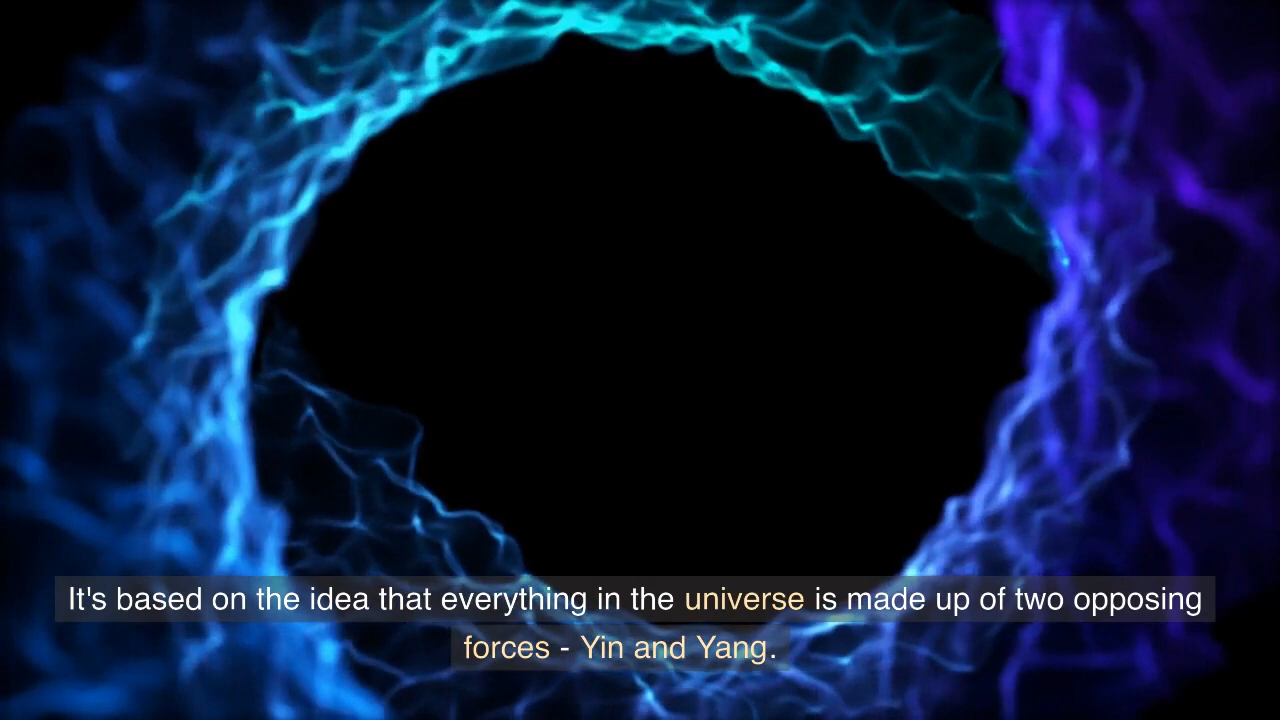 It's based on the idea that everything in the universe is made up of two opposing
forces - Yin and Yang.